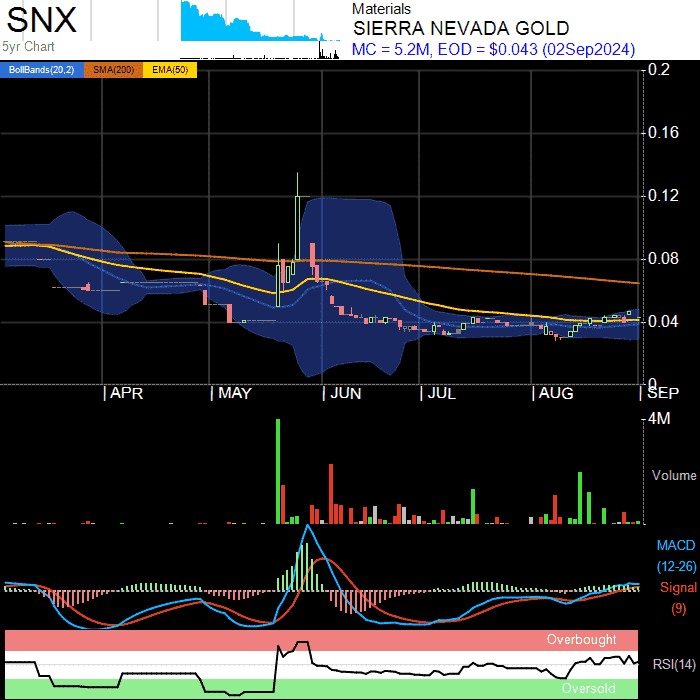 SNX
5yr Chart
Materials
SIERRA NEVADA GOLD
MC = 5.2M, EOD = $0.043 (02Sep2024)
BollBands(20,2) SMA(200) EMA(50)
0.2
0.16
0.12
0.08
0.04
0
APR MAY JUN JUL AUG SEP
4M
Volume
MACD
(12-26)
Signal
(9)
Overbought
RSI(14)
Oversold